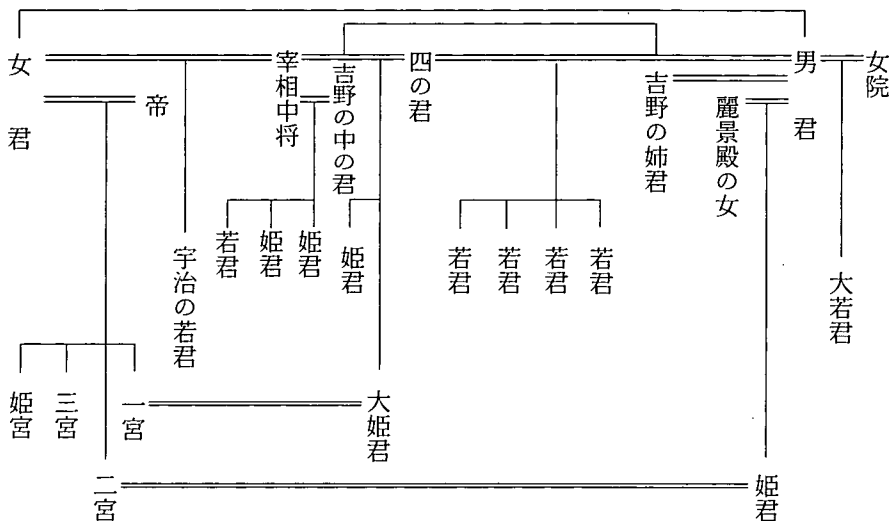 女院
男君
麗景殿の女
吉野の姉君
四の君
吉野の中の君
宰相中将
帝
女君
大若君
若君
若君
若君
若君
姫君
姫君
姫君
若君
宇治の若君
大姫君
一宮
三宮
姫宮
姫君
二宮